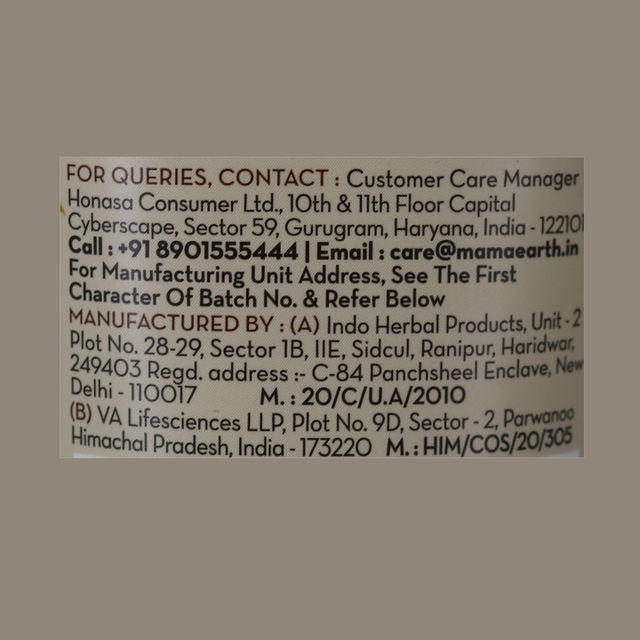 FOR QUERIES, CONTACT : Customer Care Manager
Honasa Consumer Ltd., 10th & 11th Floor Capital
Cyberscape, Sector 59, Gurugram, Haryana, India - 122101
Call : +91 8901555444 | Email : care@mamaearth.in
For Manufacturing Unit Address, See The First
Character Of Batch No. & Refer Below
MANUFACTURED BY : (A) Indo Herbal Products, Unit - 2
Plot No. 28-29, Sector 1B, IIE, Sidcul, Ranipur, Haridwar,
249403 Regd. address :- C-84 Panchsheel Enclave, New
Delhi - 110017 M. : 20/C/U.A/2010
(B) VA Lifesciences LLP, Plot No. 9D, Sector - 2, Parwanoo
Himachal Pradesh, India - 173220 M. : HIM/COS/20/305